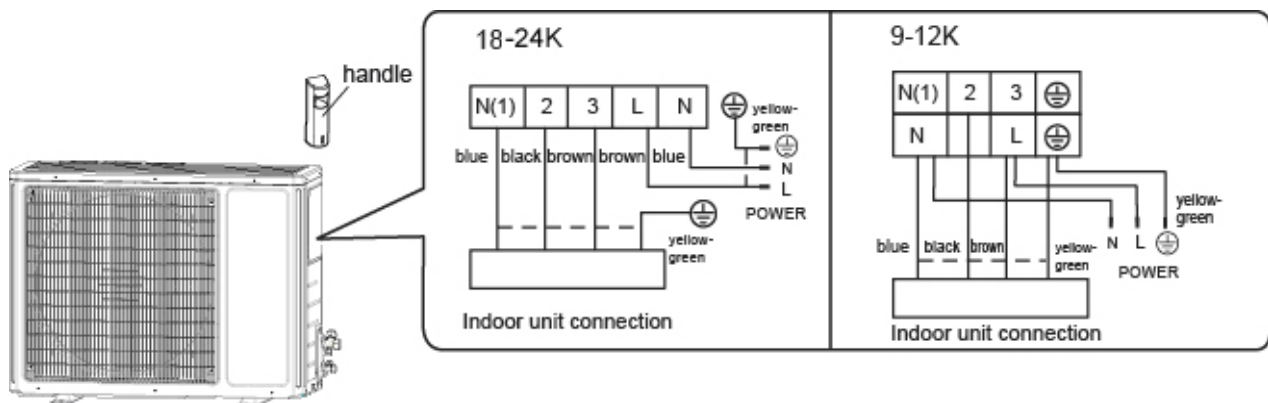 handle
18-24K
N(1) 2 3 L N
yellow-
green
blue black brown brown blue
N
L
POWER
yellow-
green
Indoor unit connection
9-12K
N(1) 2 3
N L
yellow-
green
blue black brown yellow-
green
N L
POWER
Indoor unit connection